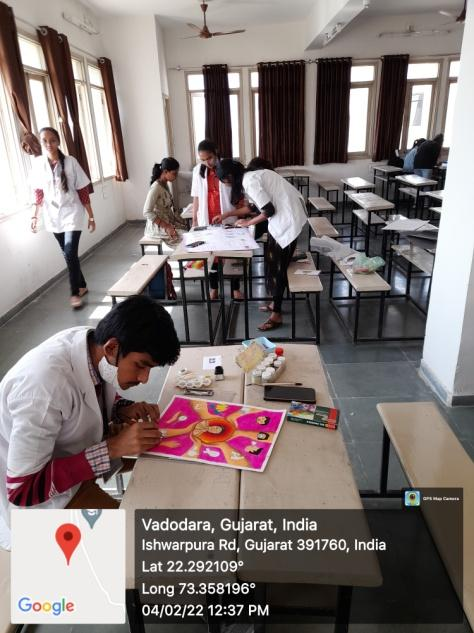 GPS Map Camera
Vadodara, Gujarat, India
Ishwarpura Rd, Gujarat 391760, India
Lat 22.292109°
Long 73.358196°
04/02/22 12:37 PM
Google